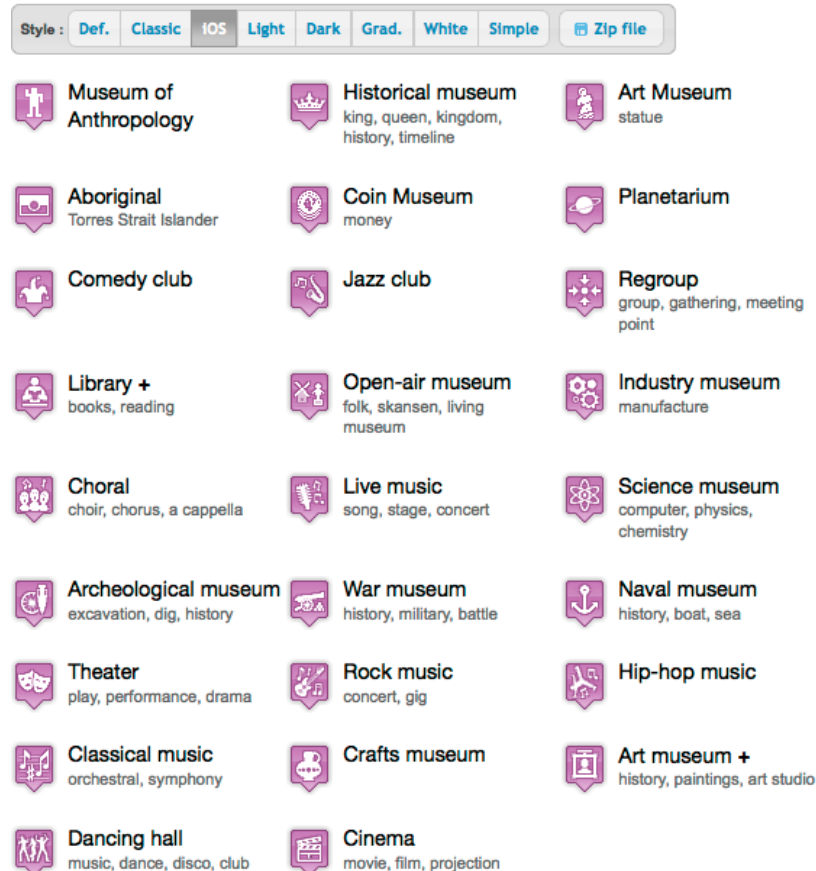 Style : Def. Classic iOS Light Dark Grad. White Simple Zip file
Museum of
Anthropology
Historical museum
king, queen, kingdom,
history, timeline
Art Museum
statue
Aboriginal
Torres Strait Islander
Coin Museum
money
Planetarium
Comedy club
Jazz club
Regroup
group, gathering, meeting
point
Library +
books, reading
Open-air museum
folk, skansen, living
museum
Industry museum
manufacture
Choral
choir, chorus, a cappella
Live music
song, stage, concert
Science museum
computer, physics,
chemistry
Archeological museum
excavation, dig, history
War museum
history, military, battle
Naval museum
history, boat, sea
Theater
play, performance, drama
Rock music
concert, gig
Hip-hop music
Classical music
orchestral, symphony
Crafts museum
Art museum +
history, paintings, art studio
Dancing hall
music, dance, disco, club
Cinema
movie, film, projection